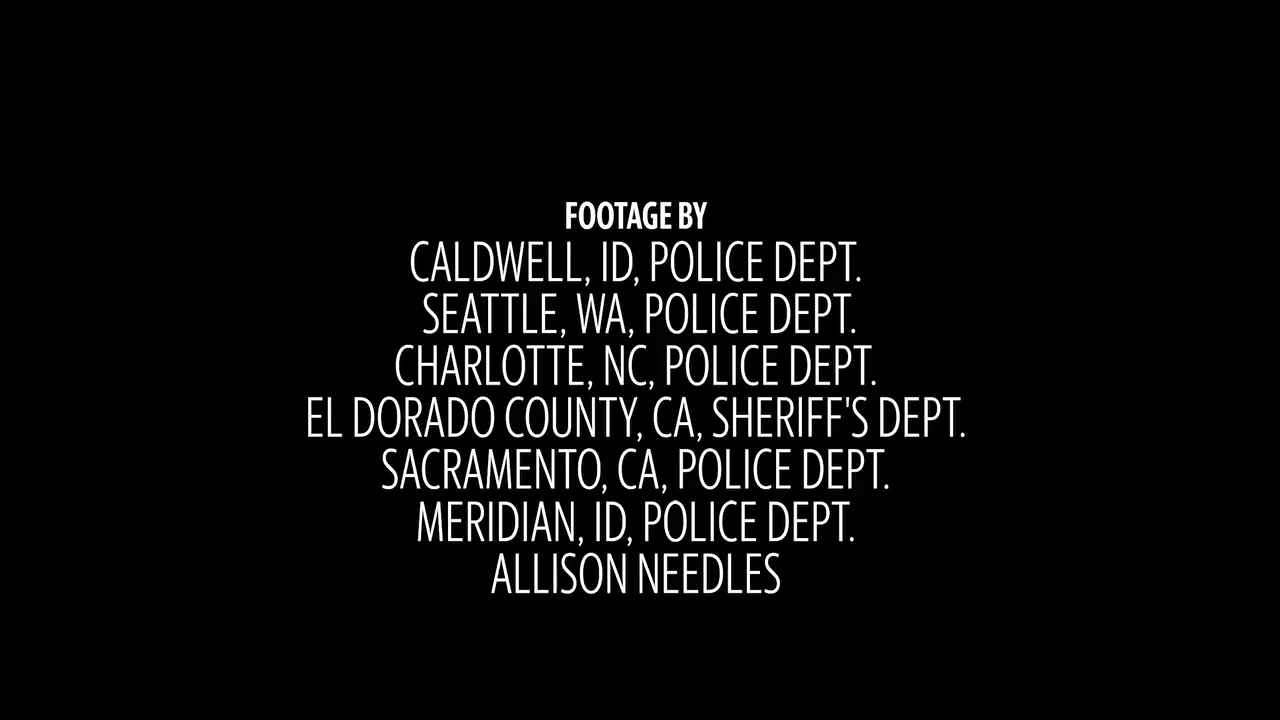 FOOTAGE BY
CALDWELL, ID, POLICE DEPT.
SEATTLE, WA, POLICE DEPT.
CHARLOTTE, NC, POLICE DEPT.
EL DORADO COUNTY, CA, SHERIFF'S DEPT.
SACRAMENTO, CA, POLICE DEPT.
MERIDIAN, ID, POLICE DEPT.
ALLISON NEEDLES